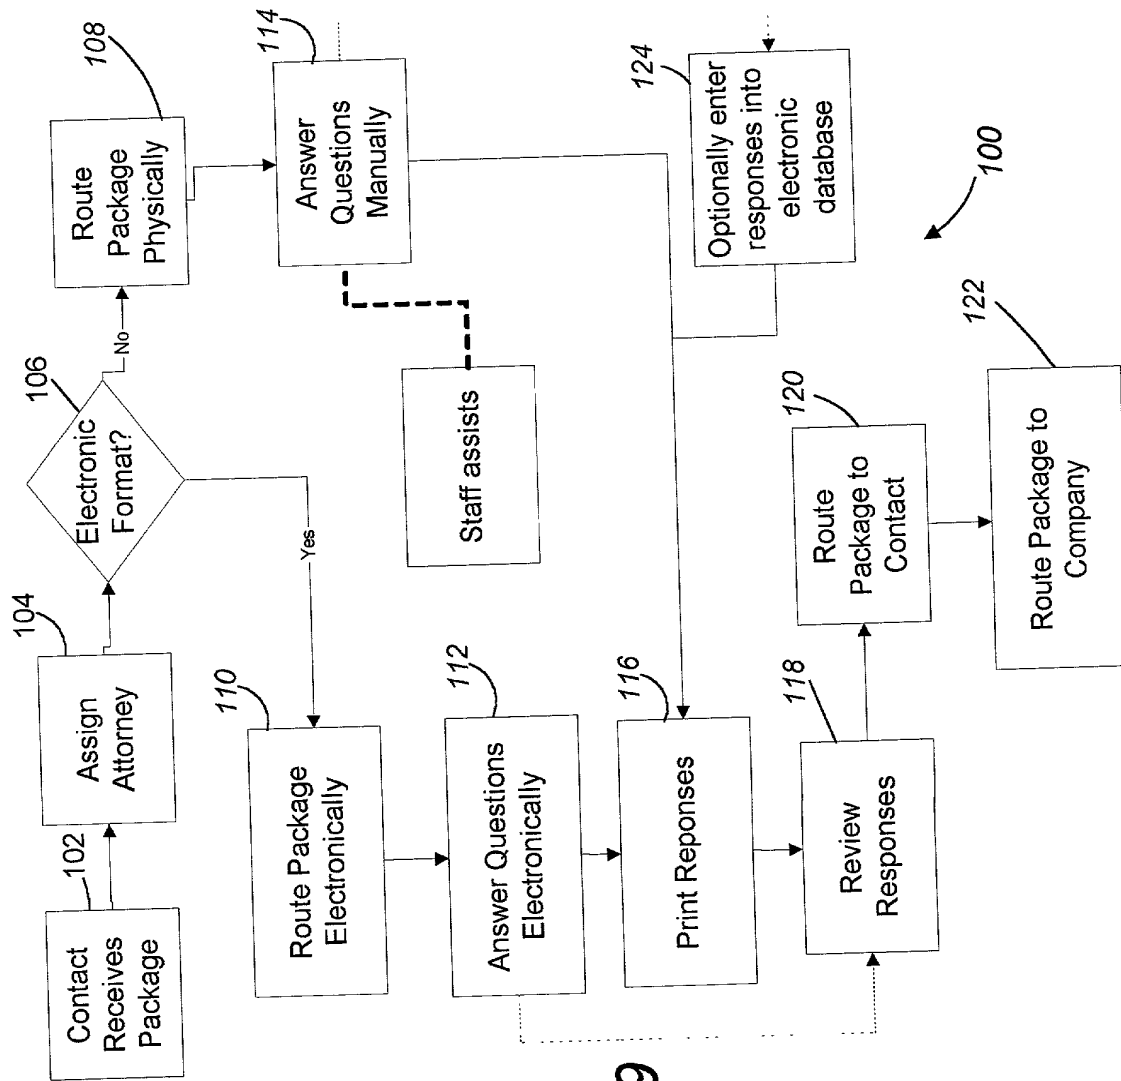 102
Contact
Receives
Package
104
Assign
Attorney
106
Electronic
Format?
No
Yes
108
Route
Package
Physically
110
Route Package
Electronically
112
Answer Questions
Electronically
114
Answer
Questions
Manually
Staff assists
116
Print Reponses
118
Review
Responses
120
Route
Package to
Contact
122
Route Package to
Company
124
Optionally enter
responses into
electronic
database
100
9